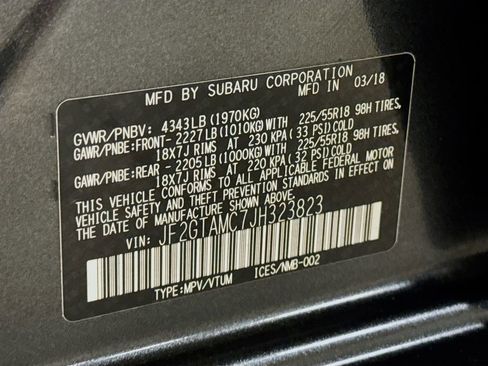 MFD BY SUBARU CORPORATION 03/18
GVWR/PNBV: 4343LB(1970KG)
GAWR/PNBE:FRONT-2227LB(1010KG)WITH 225/55R18 98H TIRES,
18X7J RIMS AT 230 KPA(33 PSI)COLD
GAWR/PNBE:REAR -2205LB(1000KG)WITH 225/55R18 98H TIRES,
18X7J RIMS AT 220 KPA(32 PSI)COLD
THIS VEHICLE CONFORMS TO ALL APPLICABLE FEDERAL MOTOR
VEHICLE SAFETY AND THEFT PREVENTION STANDARDS IN EFFECT ON
THE DATE OF MANUFACTURE SHOWN ABOVE.
VIN: JF2GTAMC7JH323823
TYPE:MPV/VTUM ICES/NMB-002